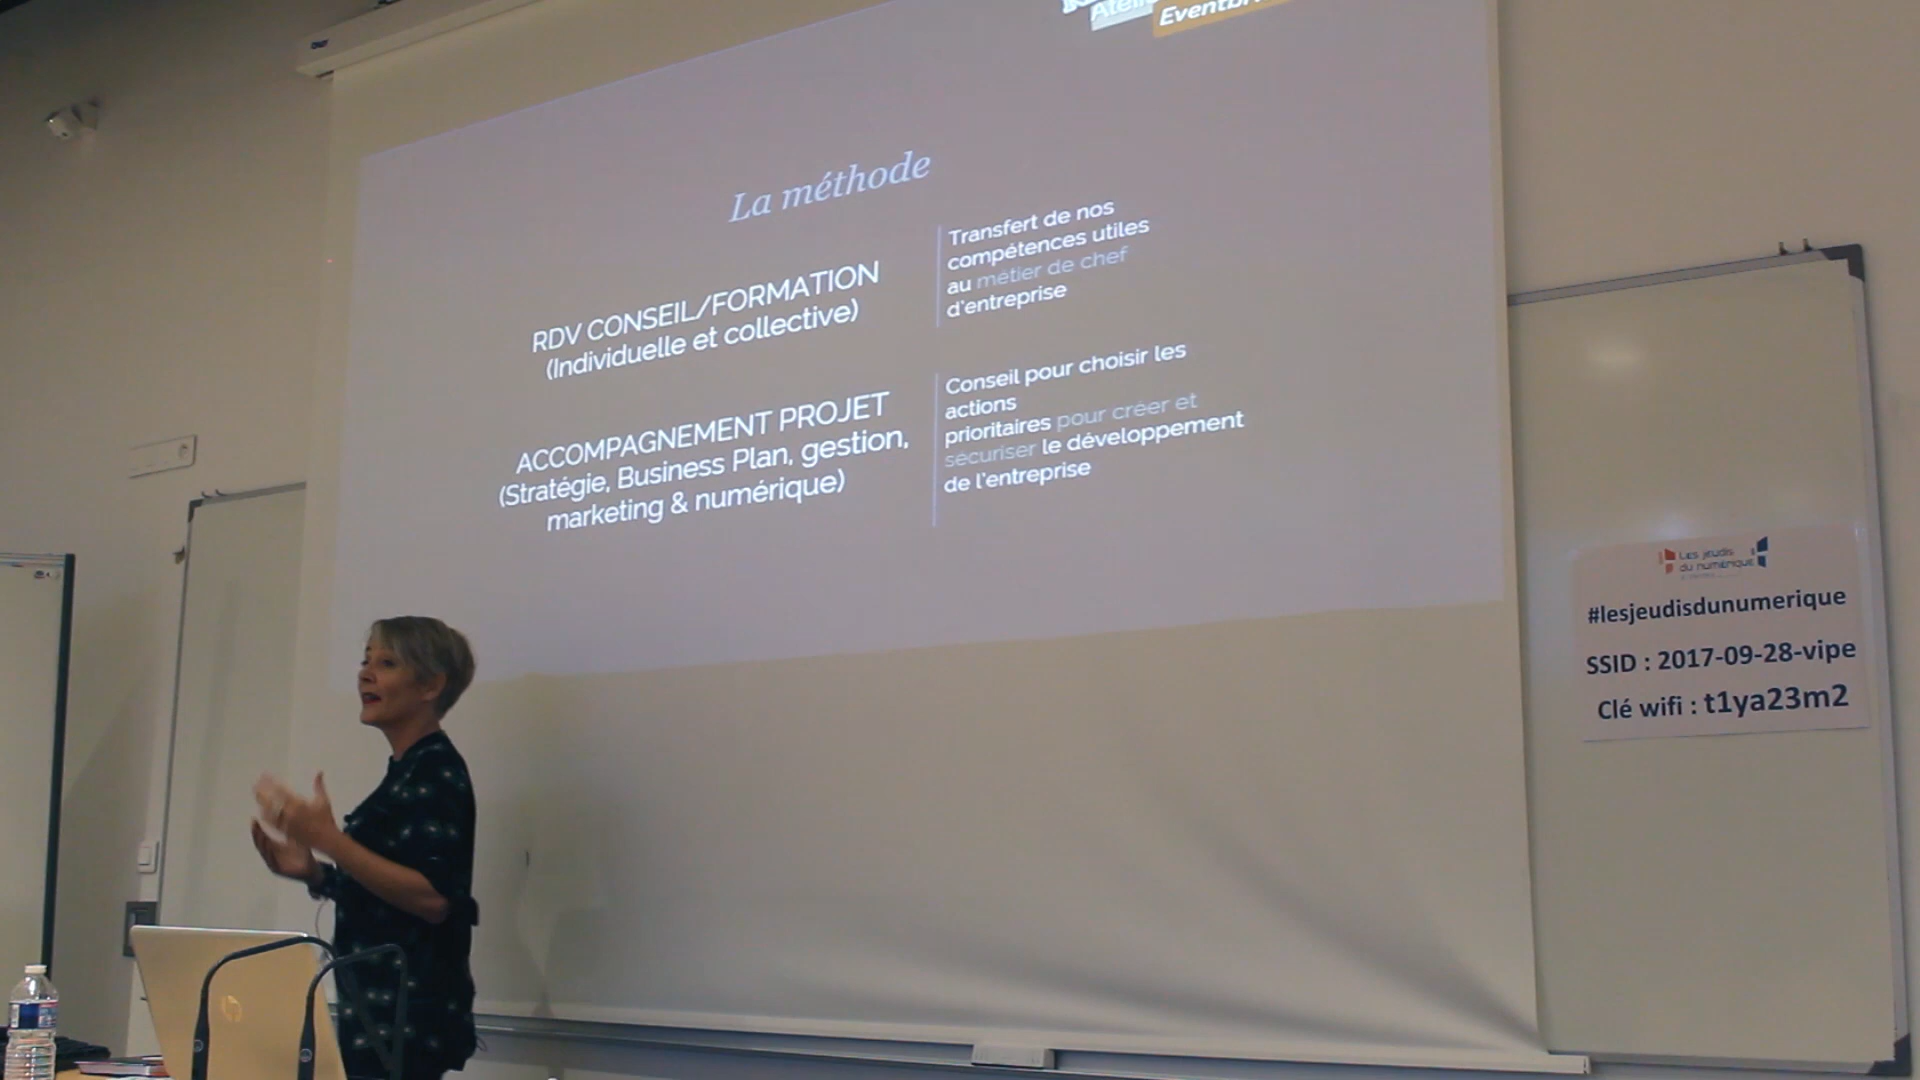 La méthode
RDV CONSEIL/FORMATION
(Individuelle et collective)
Transfert de nos
compétences utiles
au métier de chef
d'entreprise
ACCOMPAGNEMENT PROJET
(Stratégie, Business Plan, gestion,
marketing & numérique)
Conseil pour choisir les
actions
prioritaires pour créer et
sécuriser le développement
de l'entreprise
Les jeudis
du numérique
#lesjeudisdunumerique
SSID : 2017-09-28-vipe
Clé wifi : t1ya23m2